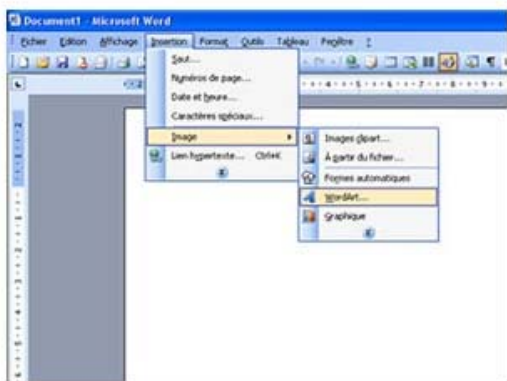 Document1 - Microsoft Word
Fichier Edition Affichage Insertion Format Outils Tableau Fenêtre ?
Saut...
Numéros de page...
Date et heure...
Caractères spéciaux...
Image
Lien hypertexte... Ctrl+K
Images clipart...
À partir du fichier...
Formes automatiques
WordArt...
Graphique